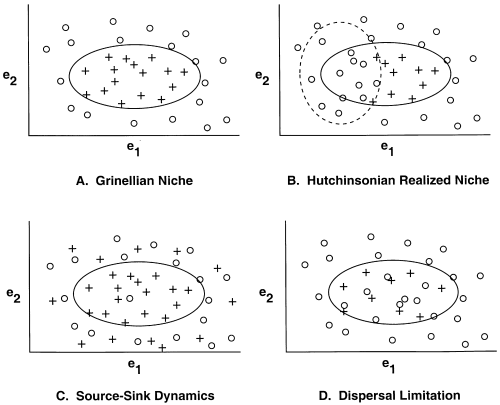 e2
e1
A. Grinellian Niche
e2
e1
B. Hutchinsonian Realized Niche
e2
e1
C. Source-Sink Dynamics
e2
e1
D. Dispersal Limitation